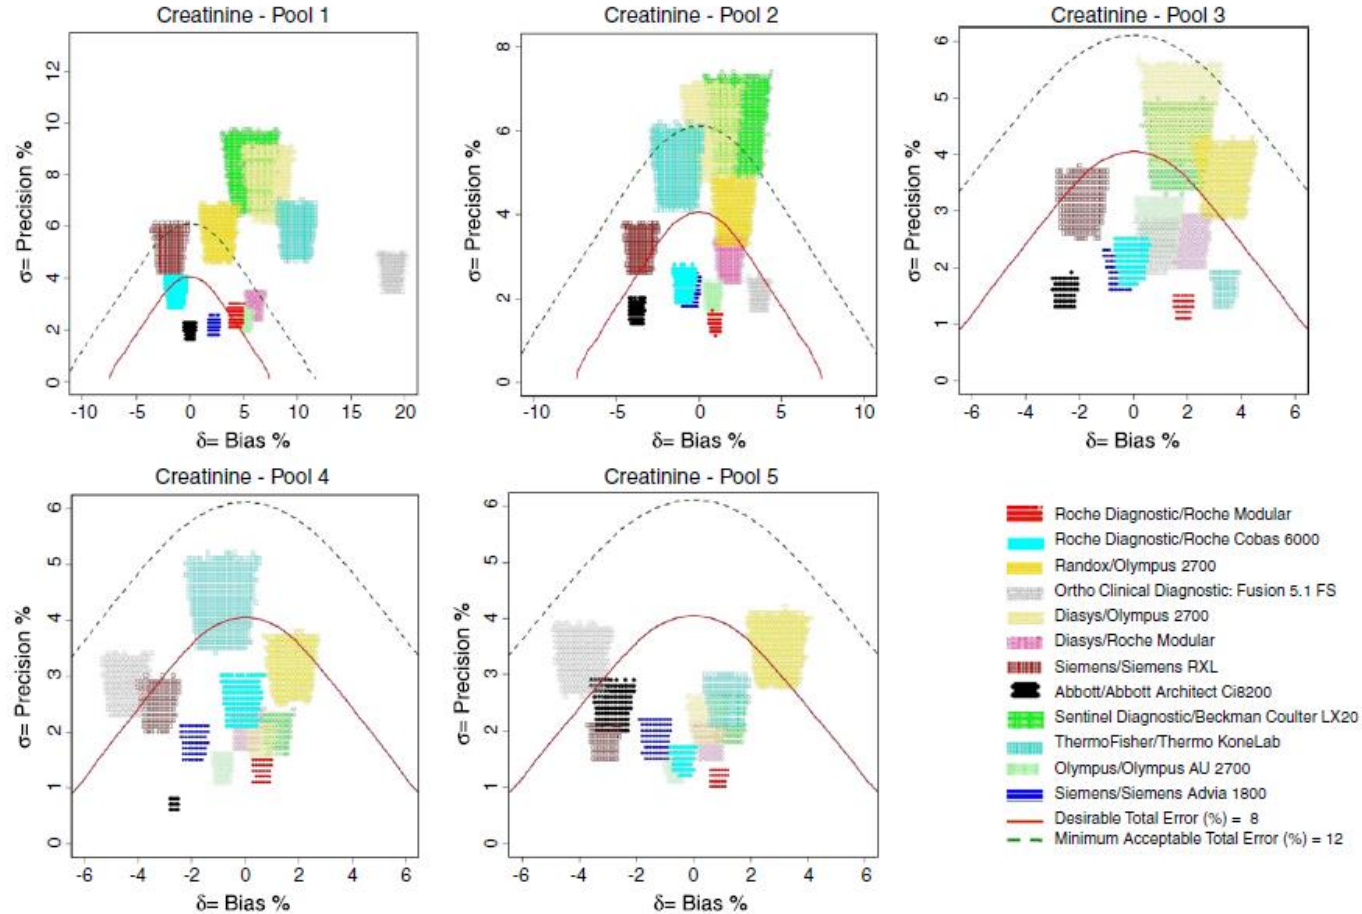 Creatinine - Pool 1
12
10
8
6
4
2
0
-10 -5 0 5 10 15 20
σ= Precision %
δ= Bias %
Creatinine - Pool 2
8
6
4
2
0
-10 -5 0 5 10
σ= Precision %
δ= Bias %
Creatinine - Pool 3
6
5
4
3
2
1
0
-6 -4 -2 0 2 4 6
σ= Precision %
δ= Bias %
Creatinine - Pool 4
6
5
4
3
2
1
0
-6 -4 -2 0 2 4 6
σ= Precision %
δ= Bias %
Creatinine - Pool 5
6
5
4
3
2
1
0
-6 -4 -2 0 2 4 6
σ= Precision %
δ= Bias %
Roche Diagnostic/Roche Modular
Roche Diagnostic/Roche Cobas 6000
Randox/Olympus 2700
Ortho Clinical Diagnostic: Fusion 5.1 FS
Diasys/Olympus 2700
Diasys/Roche Modular
Siemens/Siemens RXL
Abbott/Abbott Architect Ci8200
Sentinel Diagnostic/Beckman Coulter LX20
ThermoFisher/Thermo KoneLab
Olympus/Olympus AU 2700
Siemens/Siemens Advia 1800
Desirable Total Error (%) = 8
Minimum Acceptable Total Error (%) = 12